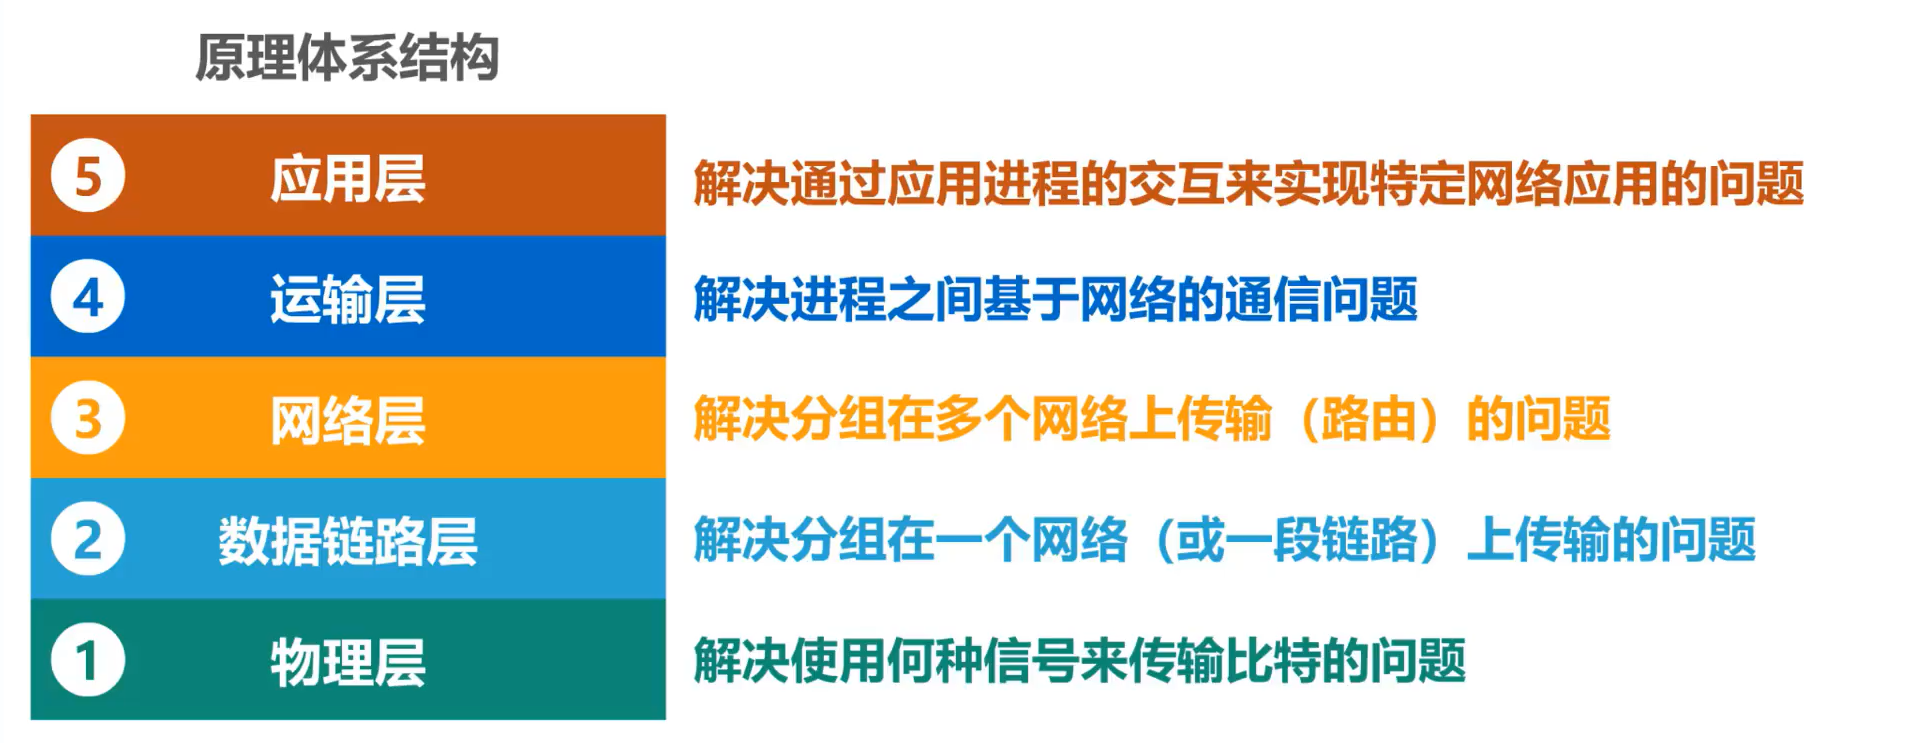 原理体系结构
5 应用层 解决通过应用进程的交互来实现特定网络应用的问题
4 运输层 解决进程之间基于网络的通信问题
3 网络层 解决分组在多个网络上传输（路由）的问题
2 数据链路层 解决分组在一个网络（或一段链路）上传输的问题
1 物理层 解决使用何种信号来传输比特的问题